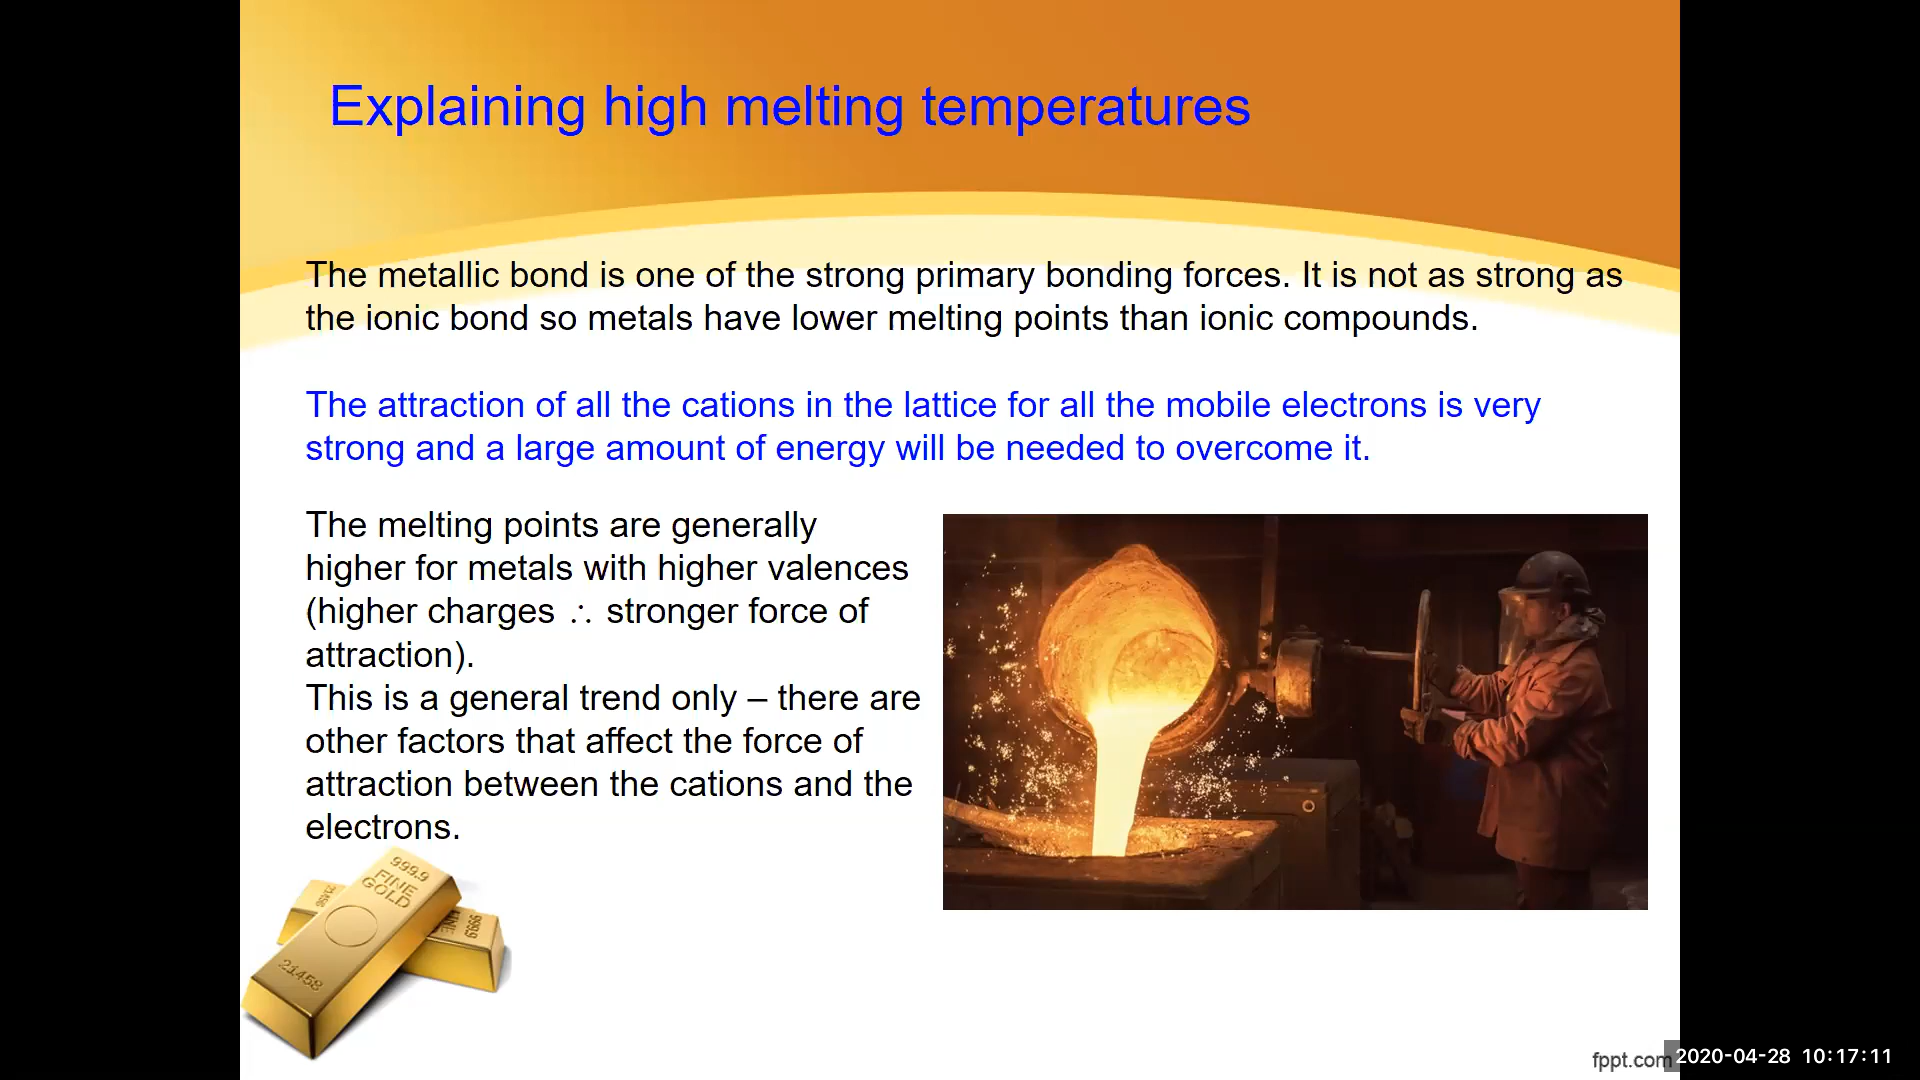 Explaining high melting temperatures
The metallic bond is one of the strong primary bonding forces. It is not as strong as
the ionic bond so metals have lower melting points than ionic compounds.
The attraction of all the cations in the lattice for all the mobile electrons is very
strong and a large amount of energy will be needed to overcome it.
The melting points are generally
higher for metals with higher valences
(higher charges ∴ stronger force of
attraction).
This is a general trend only – there are
other factors that affect the force of
attraction between the cations and the
electrons.
999.9
FINE
GOLD
21458
999.9
fppt.com
2020-04-28 10:17:11